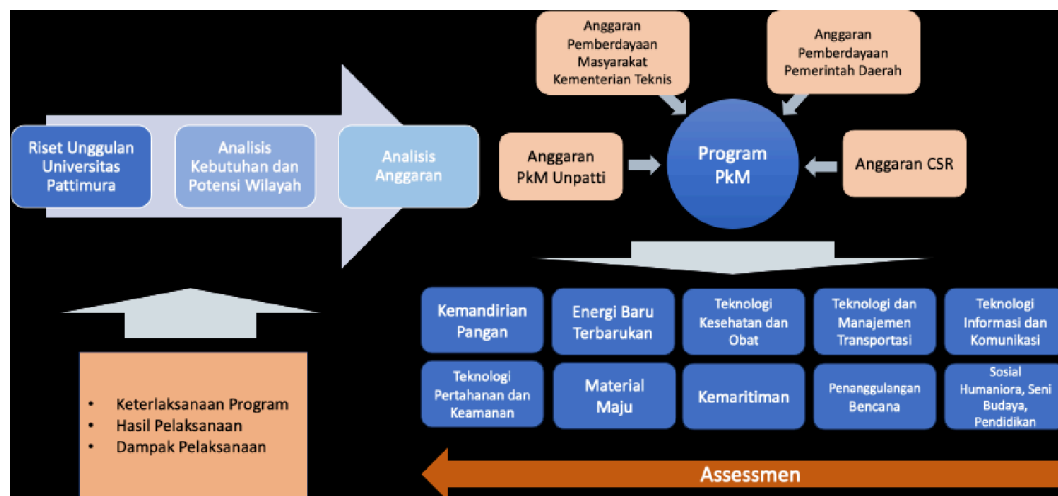 Riset Unggulan
Universitas
Pattimura
Analisis
Kebutuhan dan
Potensi Wilayah
Analisis
Anggaran
Anggaran
Pemberdayaan
Masyarakat
Kementerian Teknis
Anggaran
Pemberdayaan
Pemerintah Daerah
Anggaran
PkM Unpatti
Program
PkM
Anggaran CSR
Kemandirian
Pangan
Energi Baru
Terbarukan
Teknologi
Kesehatan dan
Obat
Teknologi dan
Manajemen
Transportasi
Teknologi
Informasi dan
Komunikasi
Teknologi
Pertahanan dan
Keamanan
Material
Maju
Kemaritiman
Penanggulangan
Bencana
Sosial
Humaniora, Seni
Budaya,
Pendidikan
• Keterlaksanaan Program
• Hasil Pelaksanaan
• Dampak Pelaksanaan
Assessmen